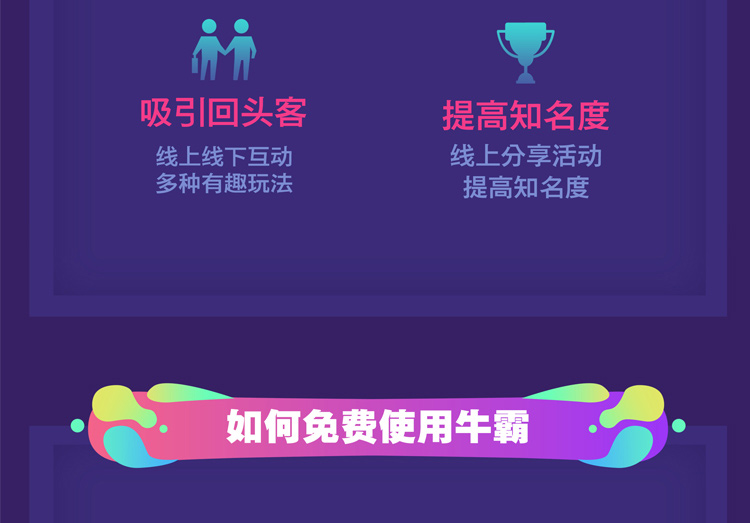 吸引回头客
线上线下互动
多种有趣玩法
提高知名度
线上分享活动
提高知名度
如何免费使用牛霸